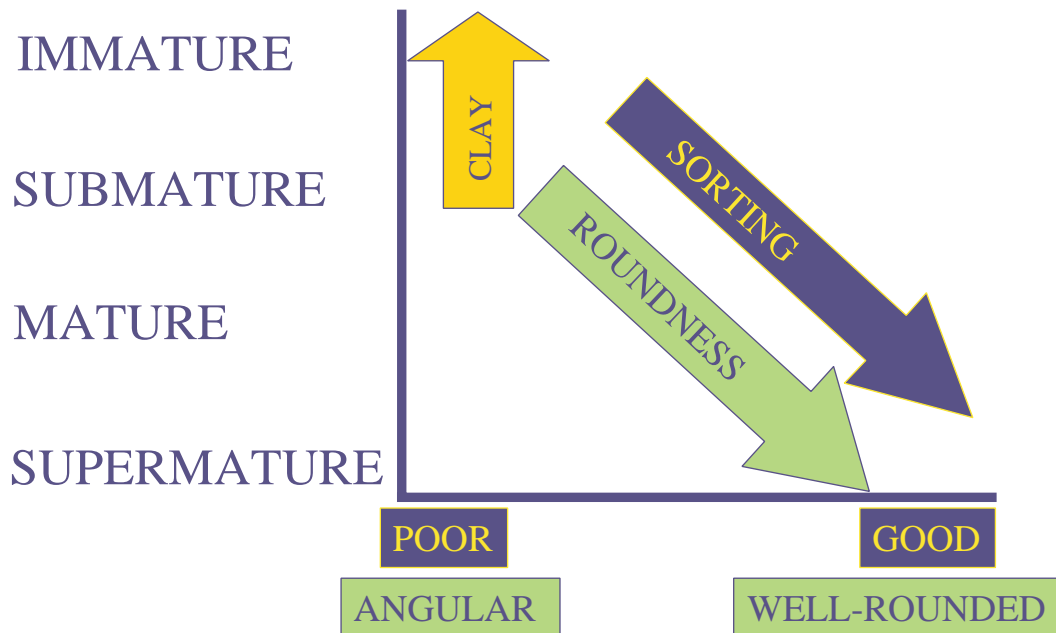 IMMATURE
CLAY
SORTING
SUBMATURE
ROUNDNESS
MATURE
SUPERMATURE
POOR
GOOD
ANGULAR
WELL-ROUNDED